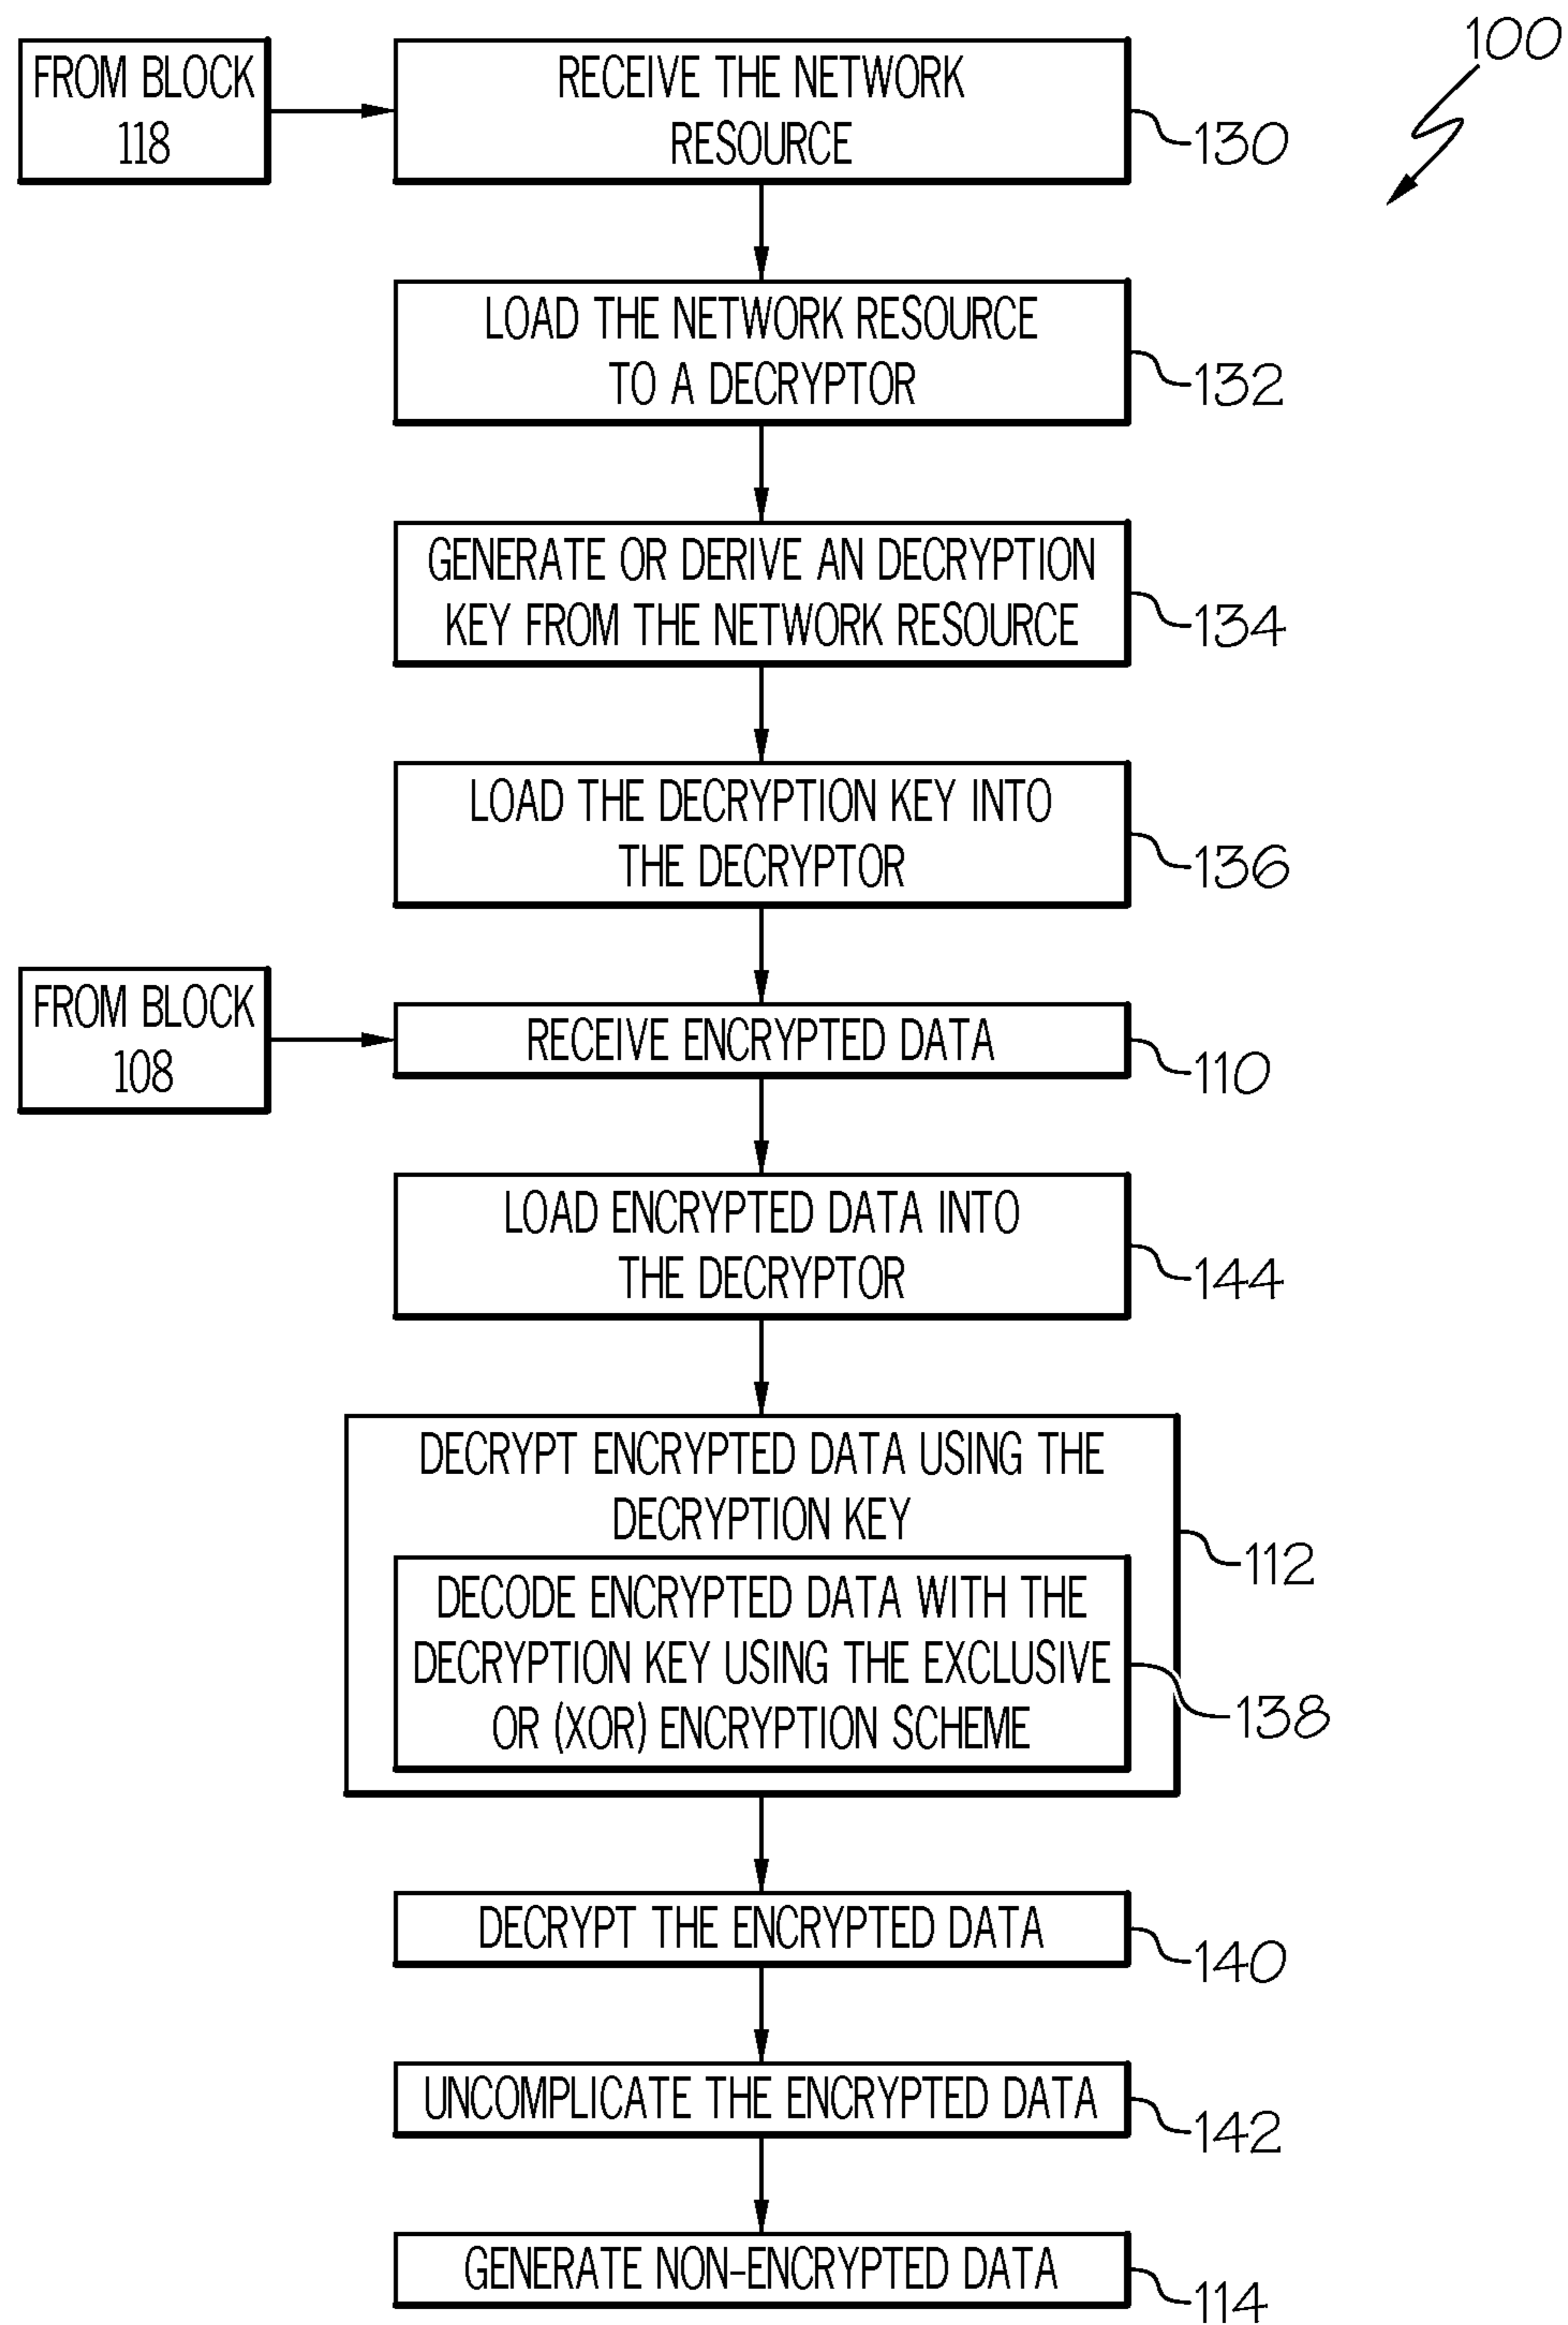 100
FROM BLOCK
118
RECEIVE THE NETWORK
RESOURCE
130
LOAD THE NETWORK RESOURCE
TO A DECRYPTOR
132
GENERATE OR DERIVE AN DECRYPTION
KEY FROM THE NETWORK RESOURCE
134
LOAD THE DECRYPTION KEY INTO
THE DECRYPTOR
136
FROM BLOCK
108
RECEIVE ENCRYPTED DATA
110
LOAD ENCRYPTED DATA INTO
THE DECRYPTOR
144
DECRYPT ENCRYPTED DATA USING THE
DECRYPTION KEY
112
DECODE ENCRYPTED DATA WITH THE
DECRYPTION KEY USING THE EXCLUSIVE
OR (XOR) ENCRYPTION SCHEME
138
DECRYPT THE ENCRYPTED DATA
140
UNCOMPLICATE THE ENCRYPTED DATA
142
GENERATE NON-ENCRYPTED DATA
114